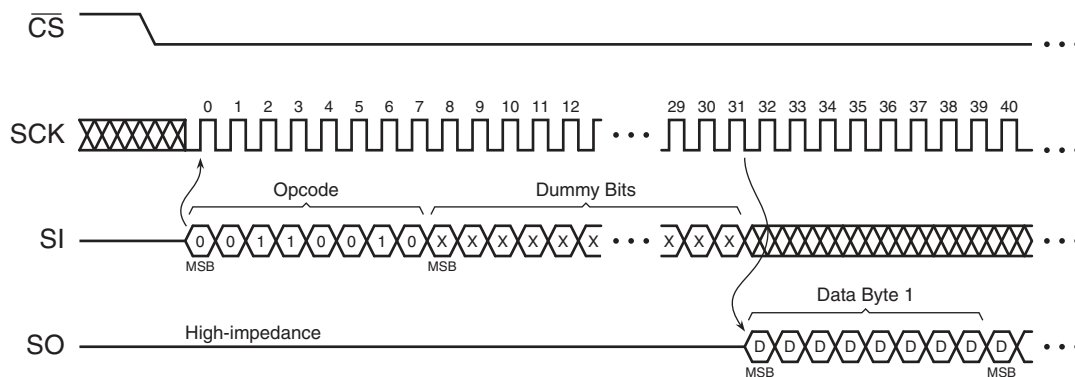 CS
0 1 2 3 4 5 6 7 8 9 10 11 12 29 30 31 32 33 34 35 36 37 38 39 40
SCK
Opcode Dummy Bits
SI 0 0 1 1 0 0 1 0 X X X X X X X X X
MSB MSB
Data Byte 1
High-impedance
SO D D D D D D D D D
MSB MSB